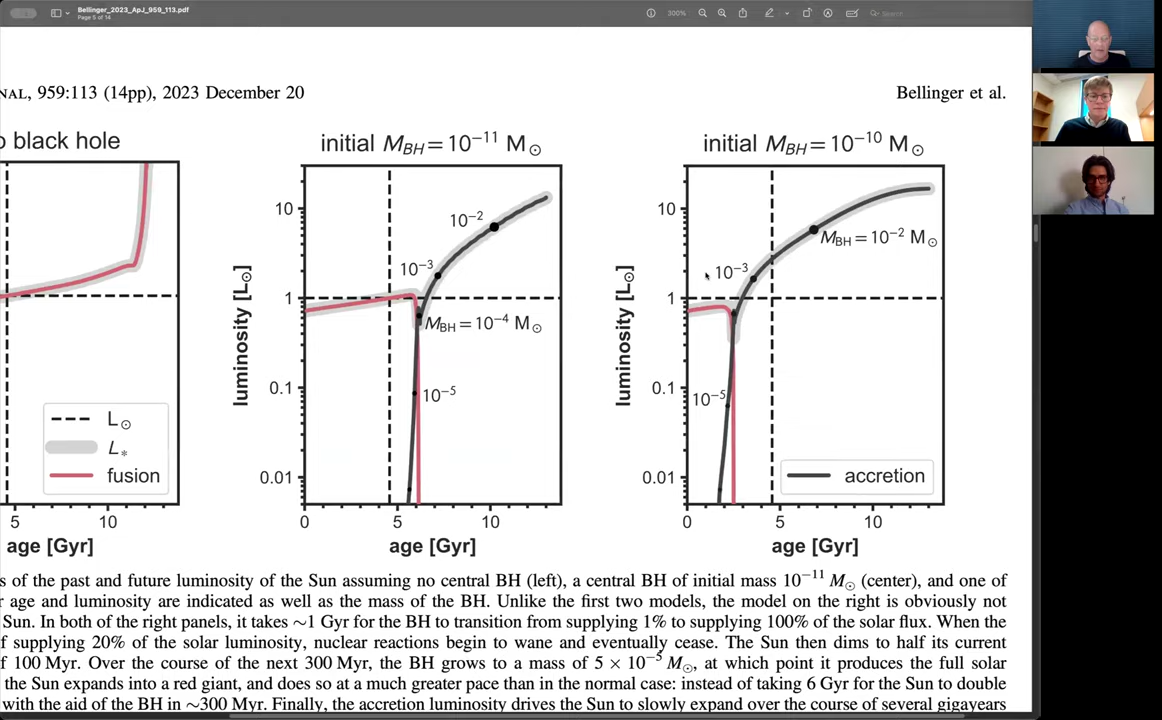 Bellinger_2023_ApJ_959_113.pdf
Page 5 of 14
300%
Search
NAL, 959:113 (14pp), 2023 December 20
Bellinger et al.
o black hole
initial M_BH = 10⁻¹¹ M⊙
initial M_BH = 10⁻¹⁰ M⊙
L⊙
L*
fusion
5
10
age [Gyr]
luminosity [L⊙]
10
1
0.1
0.01
10⁻²
10⁻³
M_BH = 10⁻⁴ M⊙
10⁻⁵
0
5
10
age [Gyr]
luminosity [L⊙]
10
1
0.1
0.01
M_BH = 10⁻² M⊙
10⁻³
10⁻⁵
accretion
0
5
10
age [Gyr]
s of the past and future luminosity of the Sun assuming no central BH (left), a central BH of initial mass 10⁻¹¹ M⊙ (center), and one of
r age and luminosity are indicated as well as the mass of the BH. Unlike the first two models, the model on the right is obviously not
Sun. In both of the right panels, it takes ~1 Gyr for the BH to transition from supplying 1% to supplying 100% of the solar flux. When the
f supplying 20% of the solar luminosity, nuclear reactions begin to wane and eventually cease. The Sun then dims to half its current
f 100 Myr. Over the course of the next 300 Myr, the BH grows to a mass of 5 × 10⁻⁵ M⊙, at which point it produces the full solar
the Sun expands into a red giant, and does so at a much greater pace than in the normal case: instead of taking 6 Gyr for the Sun to double
with the aid of the BH in ~300 Myr. Finally, the accretion luminosity drives the Sun to slowly expand over the course of several gigayears